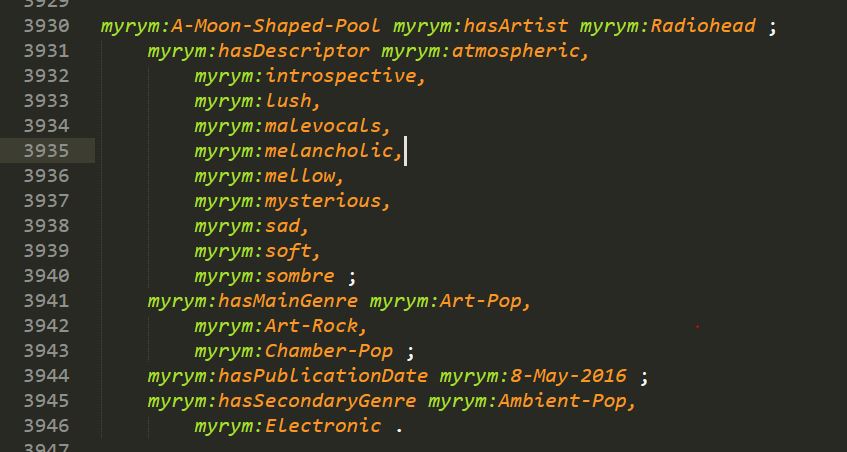 3929
3930 myrym:A-Moon-Shaped-Pool myrym:hasArtist myrym:Radiohead ;
3931 myrym:hasDescriptor myrym:atmospheric,
3932 myrym:introspective,
3933 myrym:lush,
3934 myrym:malevocals,
3935 myrym:melancholic,
3936 myrym:mellow,
3937 myrym:mysterious,
3938 myrym:sad,
3939 myrym:soft,
3940 myrym:sombre ;
3941 myrym:hasMainGenre myrym:Art-Pop,
3942 myrym:Art-Rock,
3943 myrym:Chamber-Pop ;
3944 myrym:hasPublicationDate myrym:8-May-2016 ;
3945 myrym:hasSecondaryGenre myrym:Ambient-Pop,
3946 myrym:Electronic .
3947